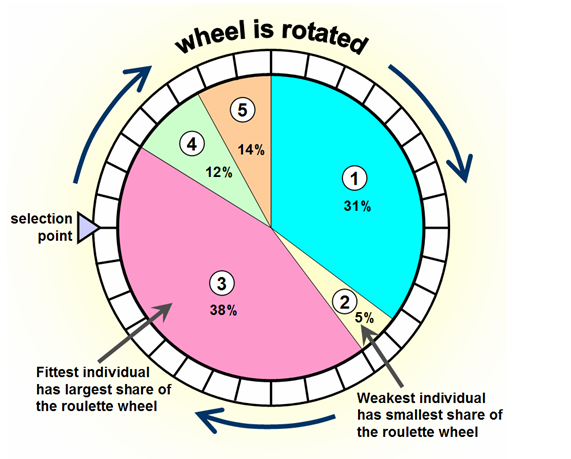 wheel is rotated
5
14%
4
12%
1
31%
selection
point
3
38%
2
5%
Fittest individual
has largest share of
the roulette wheel
Weakest individual
has smallest share of
the roulette wheel